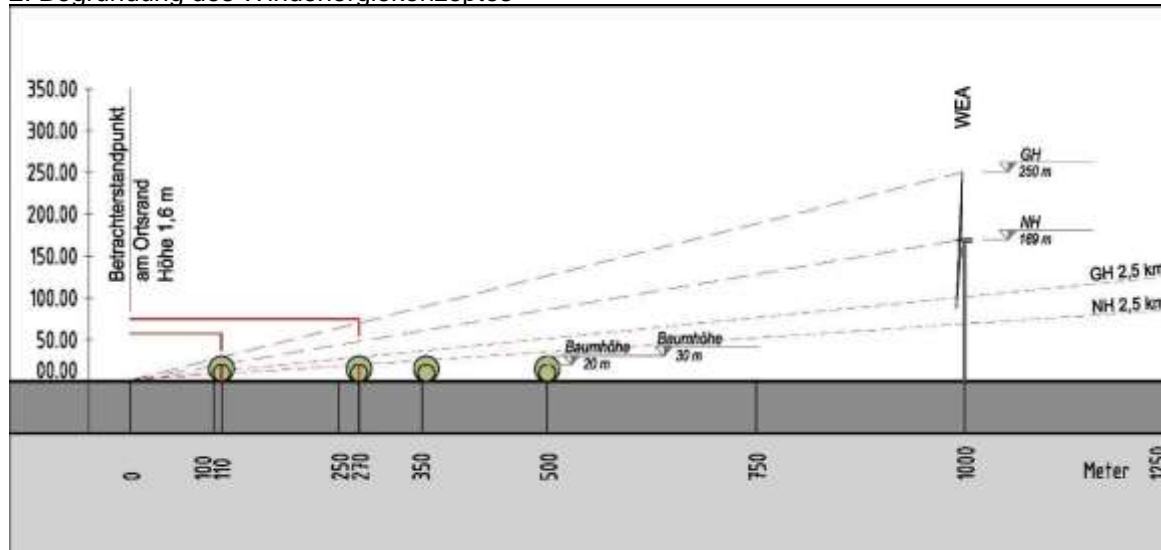 2. Begründung des Windenergiekonzeptes
350.00
300.00
250.00
200.00
150.00
100.00
50.00
00.00
Betrachterstandpunkt
am Ortsrand
Höhe 1,6 m
WEA
GH
250 m
NH
169 m
GH 2,5 km
NH 2,5 km
Baumhöhe
20 m
Baumhöhe
30 m
0
100
110
250
270
350
500
750
1000
Meter
1250